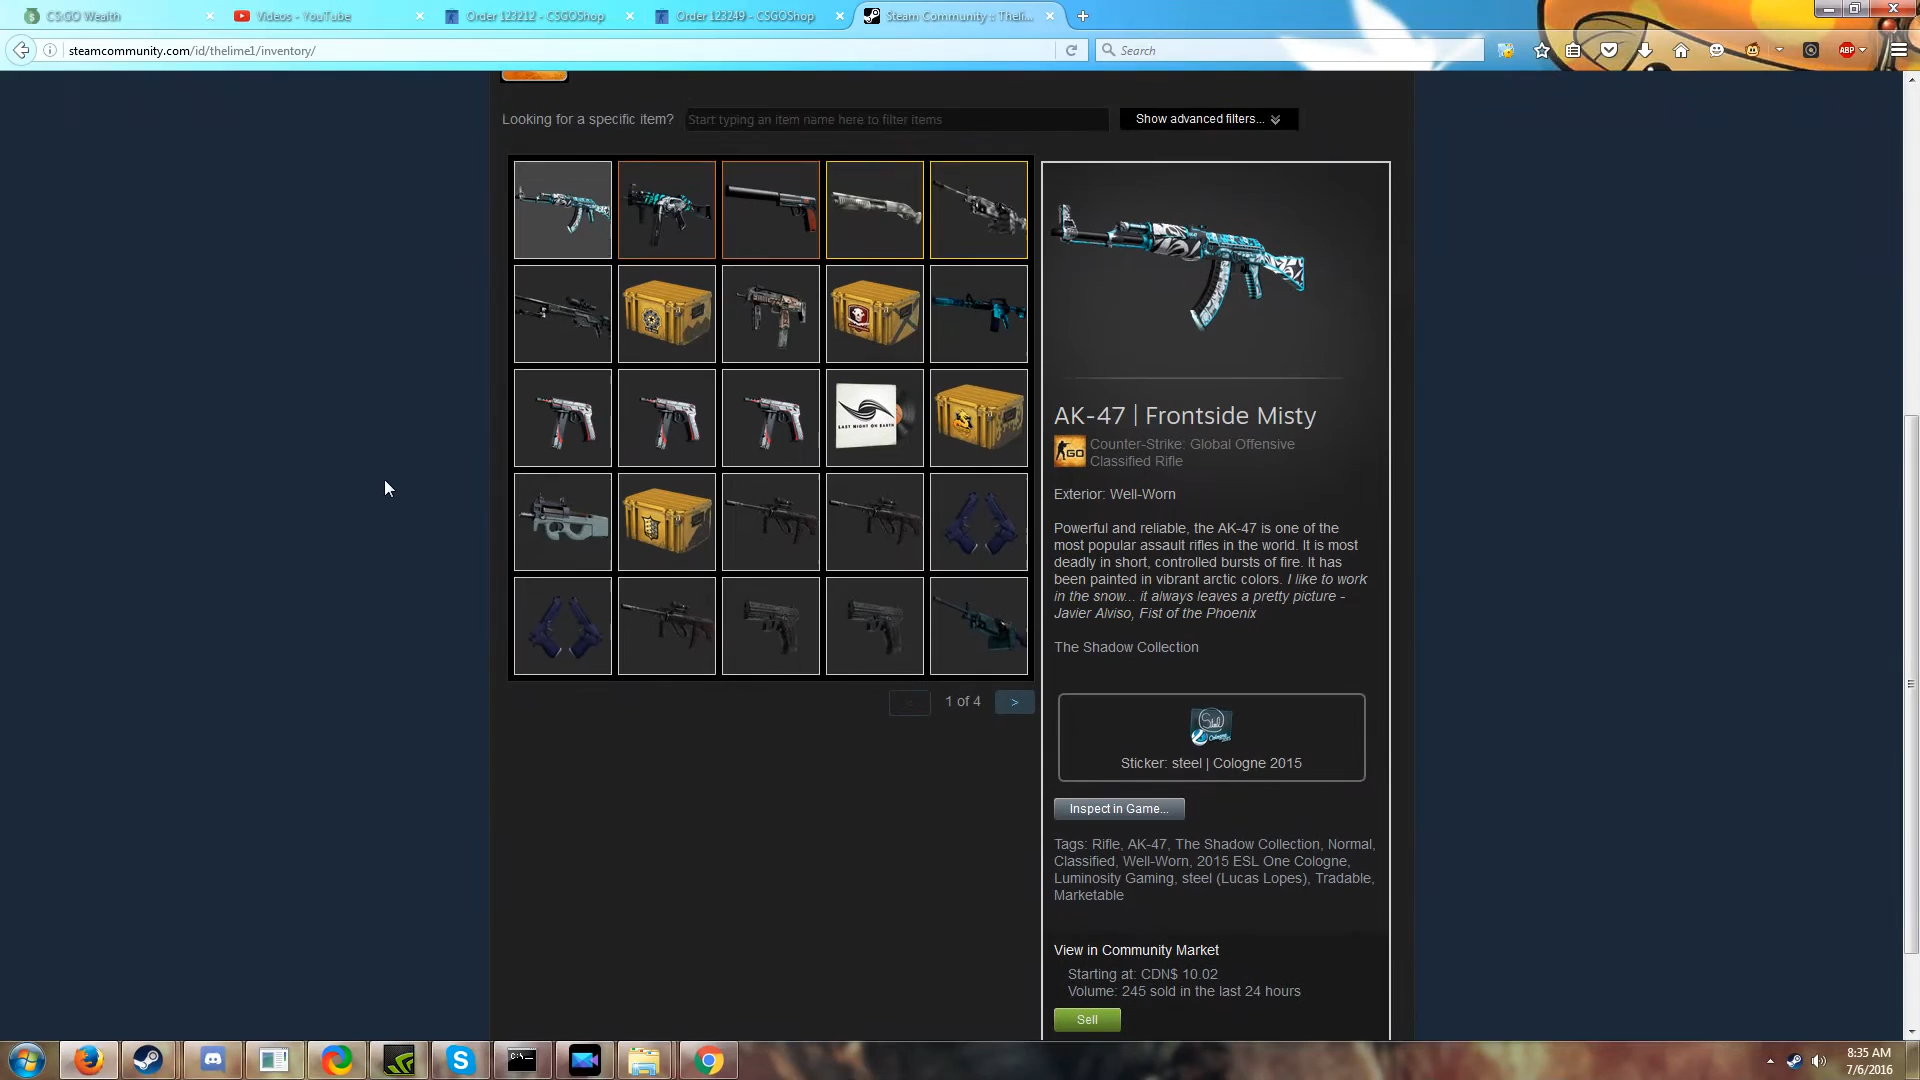 CS:GO Wealth
Videos - YouTube
Order 123212 - CSGOShop
Order 123249 - CSGOShop
Steam Community :: Theli...
steamcommunity.com/id/thelime1/inventory/
Search
ABP
Looking for a specific item?
Start typing an item name here to filter items
Show advanced filters...
LAST NIGHT ON EARTH
1 of 4
>
AK-47 | Frontside Misty
GO
Counter-Strike: Global Offensive
Classified Rifle
Exterior: Well-Worn
Powerful and reliable, the AK-47 is one of the
most popular assault rifles in the world. It is most
deadly in short, controlled bursts of fire. It has
been painted in vibrant arctic colors. I like to work
in the snow... it always leaves a pretty picture -
Javier Alviso, Fist of the Phoenix
The Shadow Collection
Sticker: steel | Cologne 2015
Inspect in Game...
Tags: Rifle, AK-47, The Shadow Collection, Normal,
Classified, Well-Worn, 2015 ESL One Cologne,
Luminosity Gaming, steel (Lucas Lopes), Tradable,
Marketable
View in Community Market
Starting at: CDN$ 10.02
Volume: 245 sold in the last 24 hours
Sell
8:35 AM
7/6/2016